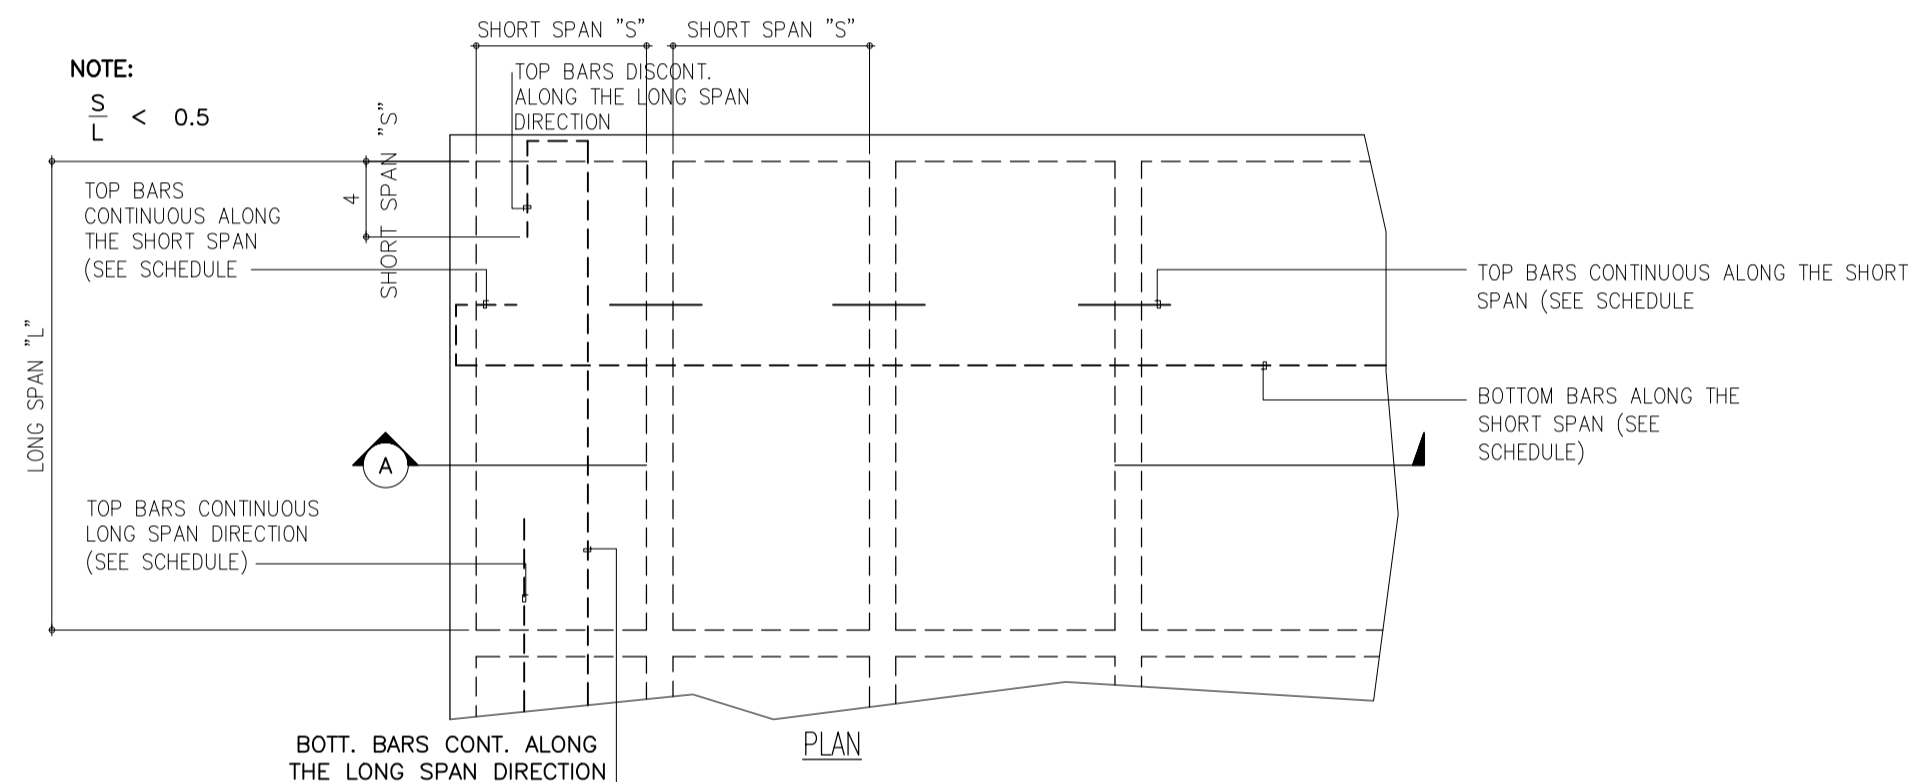 SHORT SPAN "S"
SHORT SPAN "S"
NOTE:
S
L
< 0.5
TOP BARS DISCONT.
ALONG THE LONG SPAN
DIRECTION
SHORT SPAN "S"
4
TOP BARS
CONTINUOUS ALONG
THE SHORT SPAN
(SEE SCHEDULE
TOP BARS CONTINUOUS ALONG THE SHORT
SPAN (SEE SCHEDULE
LONG SPAN "L"
BOTTOM BARS ALONG THE
SHORT SPAN (SEE
SCHEDULE)
A
TOP BARS CONTINUOUS
LONG SPAN DIRECTION
(SEE SCHEDULE)
BOTT. BARS CONT. ALONG
THE LONG SPAN DIRECTION
PLAN